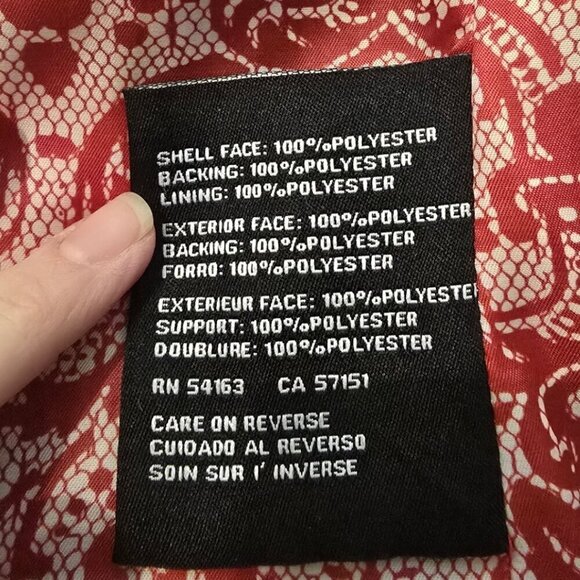 SHELL FACE: 100%POLYESTER
BACKING: 100%POLYESTER
LINING: 100%POLYESTER
EXTERIOR FACE: 100%POLYESTER
BACKING: 100%POLYESTER
FORRO: 100%POLYESTER
EXTERIEUR FACE: 100%POLYESTE
SUPPORT: 100%POLYESTER
DOUBLURE: 100%POLYESTER
RN 54163 CA 57151
CARE ON REVERSE
CUIDADO AL REVERSO
SOIN SUR I' INVERSE